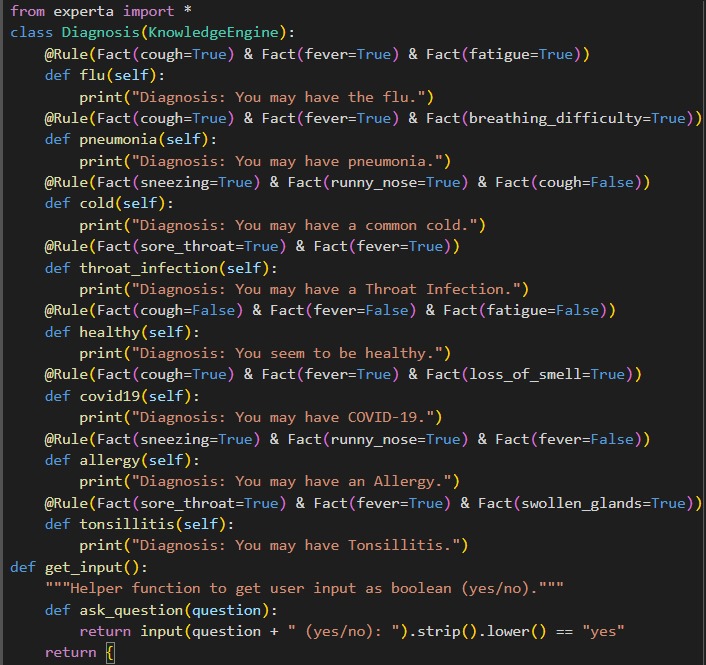 from experta import *
class Diagnosis(KnowledgeEngine):
    @Rule(Fact(cough=True) & Fact(fever=True) & Fact(fatigue=True))
    def flu(self):
        print("Diagnosis: You may have the flu.")
    @Rule(Fact(cough=True) & Fact(fever=True) & Fact(breathing_difficulty=True))
    def pneumonia(self):
        print("Diagnosis: You may have pneumonia.")
    @Rule(Fact(sneezing=True) & Fact(runny_nose=True) & Fact(cough=False))
    def cold(self):
        print("Diagnosis: You may have a common cold.")
    @Rule(Fact(sore_throat=True) & Fact(fever=True))
    def throat_infection(self):
        print("Diagnosis: You may have a Throat Infection.")
    @Rule(Fact(cough=False) & Fact(fever=False) & Fact(fatigue=False))
    def healthy(self):
        print("Diagnosis: You seem to be healthy.")
    @Rule(Fact(cough=True) & Fact(fever=True) & Fact(loss_of_smell=True))
    def covid19(self):
        print("Diagnosis: You may have COVID-19.")
    @Rule(Fact(sneezing=True) & Fact(runny_nose=True) & Fact(fever=False))
    def allergy(self):
        print("Diagnosis: You may have an Allergy.")
    @Rule(Fact(sore_throat=True) & Fact(fever=True) & Fact(swollen_glands=True))
    def tonsillitis(self):
        print("Diagnosis: You may have Tonsillitis.")
def get_input():
    """Helper function to get user input as boolean (yes/no)."""
    def ask_question(question):
        return input(question + " (yes/no): ").strip().lower() == "yes"
    return {